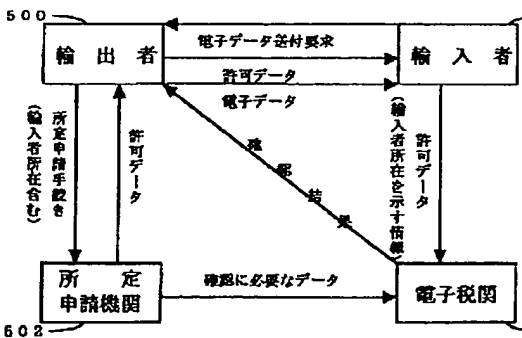 500
輸出者
輸入者
電子データ送付要求
許可データ
電子データ
所定申請手続き
(輸入者所在含む)
許可データ
確認結果
許可データ
(輸入者所在を示す情報)
所定
申請機関
確認に必要なデータ
電子税関
502